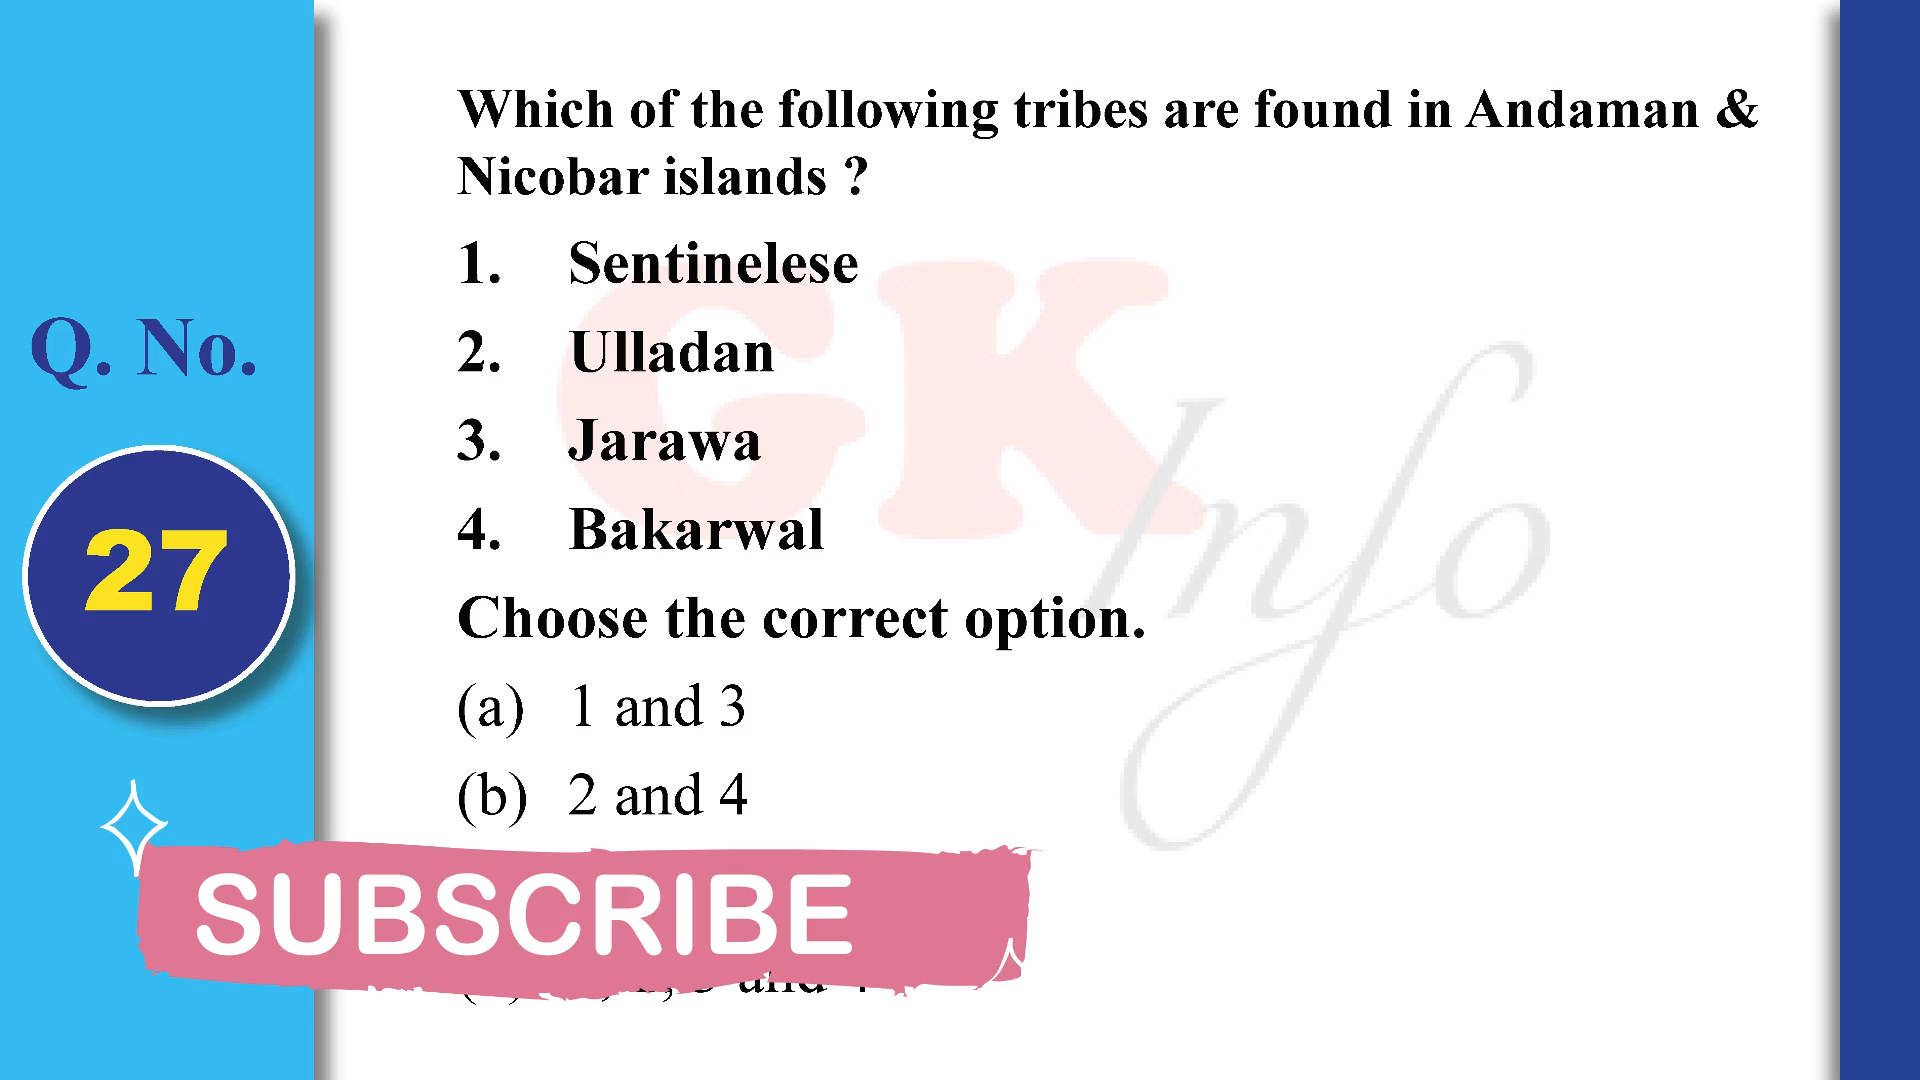 Which of the following tribes are found in Andaman &
Nicobar islands ?
1. Sentinelese
2. Ulladan
Q. No.
3. Jarawa
27
4. Bakarwal
Choose the correct option.
(a) 1 and 3
(b) 2 and 4
SUBSCRIBE
GK Info